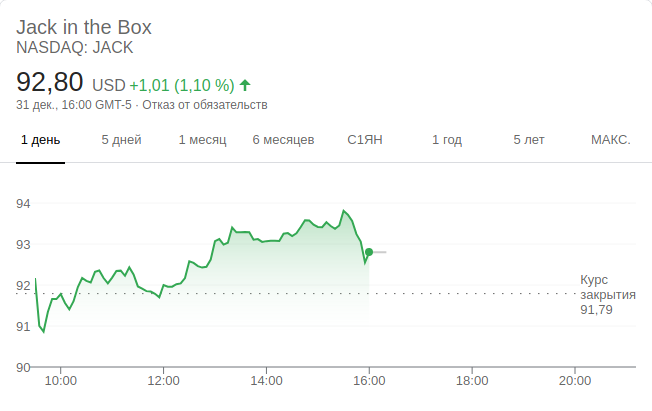 Jack in the Box
NASDAQ: JACK
92,80 USD +1,01 (1,10 %)
31 дек., 16:00 GMT-5 · Отказ от обязательств
1 день 5 дней 1 месяц 6 месяцев С1ЯН 1 год 5 лет МАКС.
94
93
92
Курс
закрытия
91,79
91
90
10:00 12:00 14:00 16:00 18:00 20:00